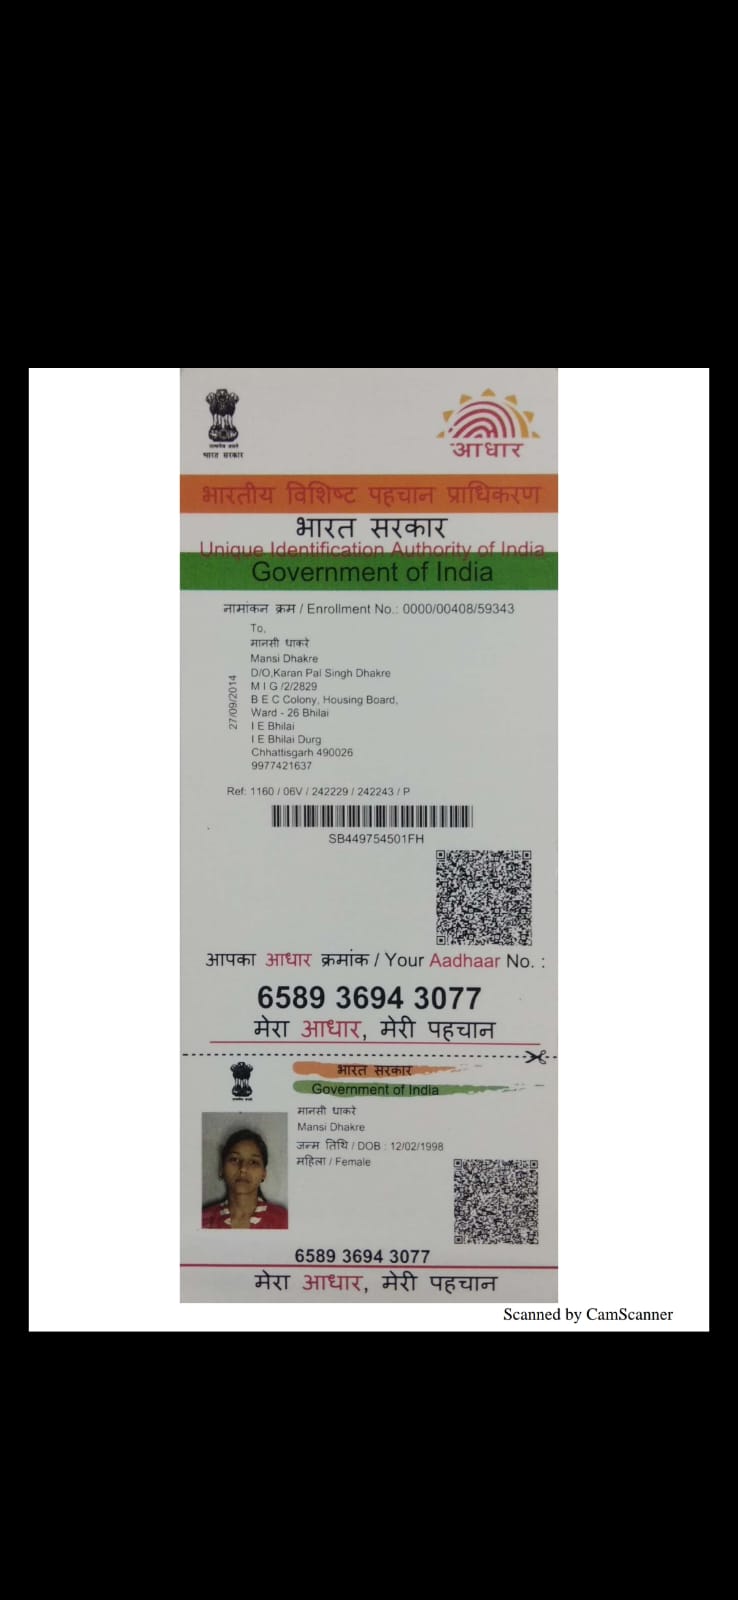 सत्यमेव जयते
भारत सरकार
आधार
भारतीय विशिष्ट पहचान प्राधिकरण
भारत सरकार
Unique Identification Authority of India
Government of India
नामांकन क्रम / Enrollment No.: 0000/00408/59343
To,
मानसी धाकरे
Mansi Dhakre
D/O,Karan Pal Singh Dhakre
M I G /2/2829
B E C Colony, Housing Board,
Ward - 26 Bhilai
I E Bhilai
I E Bhilai Durg
Chhattisgarh 490026
9977421637
27/09/2014
Ref: 1160 / 06V / 242229 / 242243 / P
SB449754501FH
आपका आधार क्रमांक / Your Aadhaar No. :
6589 3694 3077
मेरा आधार, मेरी पहचान
भारत सरकार
Government of India
मानसी धाकरे
Mansi Dhakre
जन्म तिथि / DOB : 12/02/1998
महिला / Female
6589 3694 3077
मेरा आधार, मेरी पहचान
Scanned by CamScanner